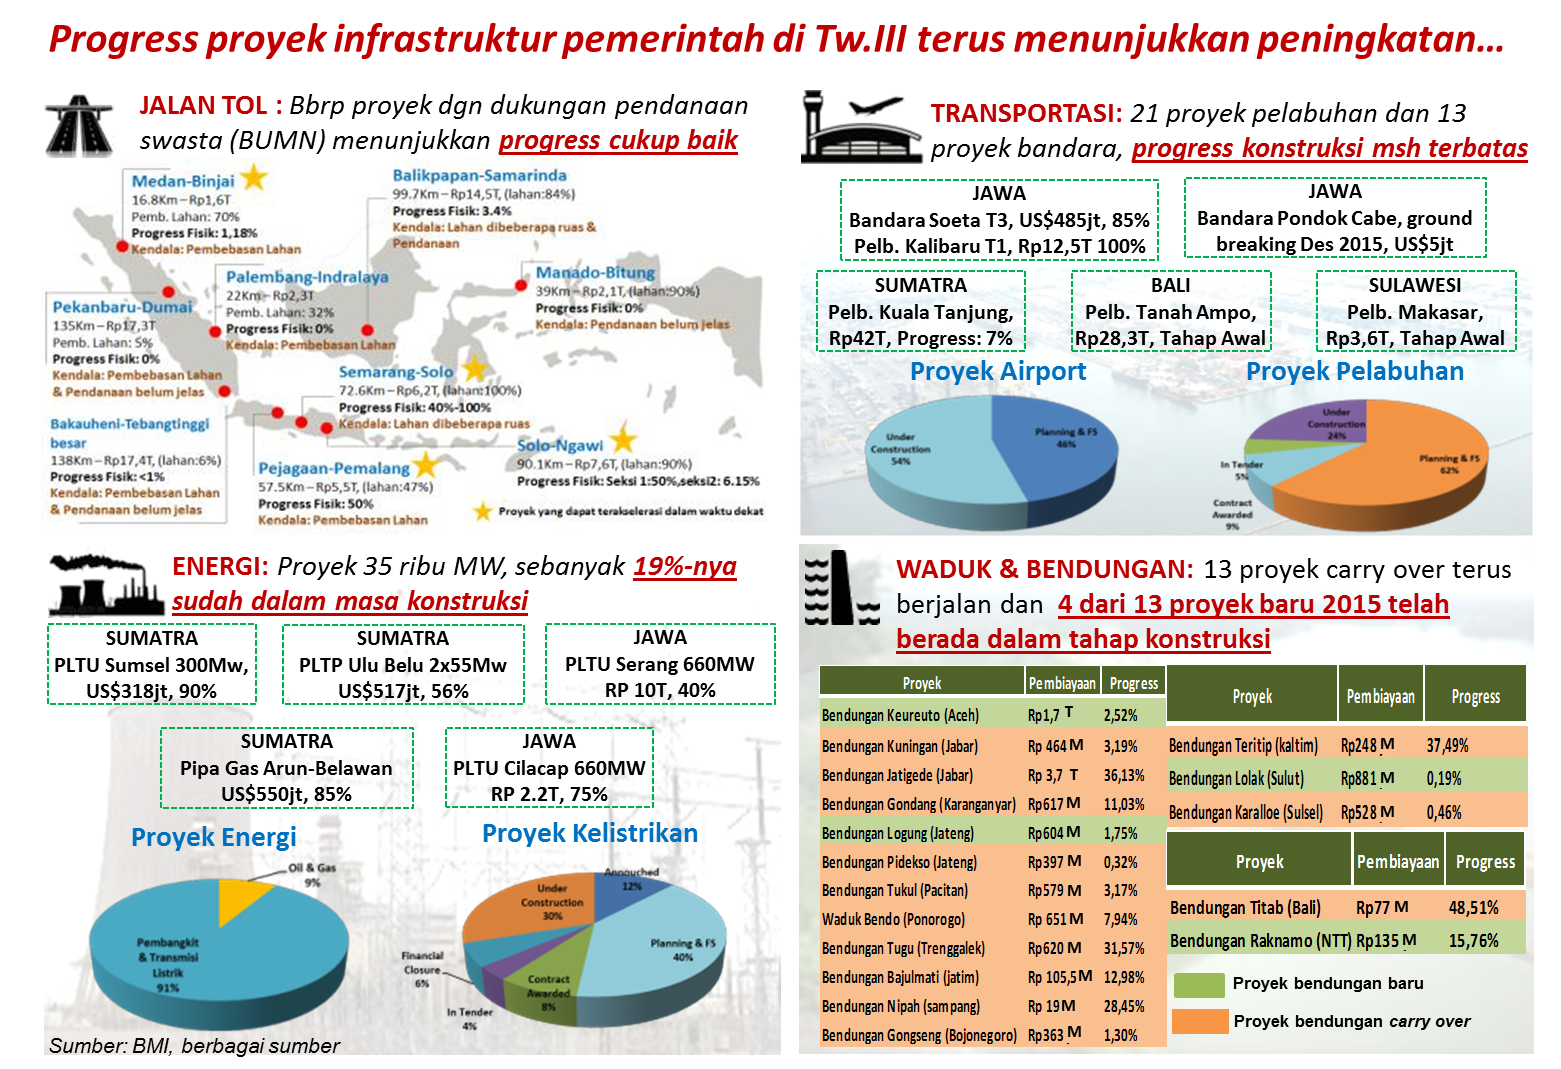 Progress proyek infrastruktur pemerintah di Tw.III terus menunjukkan peningkatan...
JALAN TOL : Bbrp proyek dgn dukungan pendanaan
swasta (BUMN) menunjukkan progress cukup baik
Medan-Binjai
16.8Km – Rp1,6T
Pemb. Lahan: 70%
Progress Fisik: 1,18%
Kendala: Pembebasan Lahan
Balikpapan-Samarinda
99.7Km – Rp14,5T, (lahan:84%)
Progress Fisik: 3.4%
Kendala: Lahan dibeberapa ruas &
Pendanaan
Palembang-Indralaya
22Km – Rp2,3T
Pemb. Lahan: 32%
Progress Fisik: 0%
Kendala: Pembebasan Lahan
Manado-Bitung
39Km – Rp2,1T, (lahan:90%)
Progress Fisik: 0%
Kendala: Pendanaan belum jelas
Pekanbaru-Dumai
135Km – Rp17,3T
Pemb. Lahan: 5%
Progress Fisik: 0%
Kendala: Pembebasan Lahan
& Pendanaan belum jelas
Semarang-Solo
72.6Km – Rp6,2T, (lahan:100%)
Progress Fisik: 40%-100%
Kendala: Lahan dibeberapa ruas
Bakauheni-Tebangtinggi
besar
138Km – Rp17,4T, (lahan:6%)
Progress Fisik: <1%
Kendala: Pembebasan Lahan
& Pendanaan belum jelas
Pejagaan-Pemalang
57.5Km – Rp5,5T, (lahan:47%)
Progress Fisik: 50%
Kendala: Pembebasan Lahan
Solo-Ngawi
90.1Km – Rp7,6T, (lahan:90%)
Progress Fisik: Seksi 1:50%,seksi2: 6.15%
Proyek yang dapat terakselerasi dalam waktu dekat
TRANSPORTASI: 21 proyek pelabuhan dan 13
proyek bandara, progress konstruksi msh terbatas
JAWA
Bandara Soeta T3, US$485jt, 85%
Pelb. Kalibaru T1, Rp12,5T 100%
JAWA
Bandara Pondok Cabe, ground
breaking Des 2015, US$5jt
SUMATRA
Pelb. Kuala Tanjung,
Rp42T, Progress: 7%
BALI
Pelb. Tanah Ampo,
Rp28,3T, Tahap Awal
SULAWESI
Pelb. Makasar,
Rp3,6T, Tahap Awal
Proyek Airport
Under
Construction
54%
Planning & FS
46%
Proyek Pelabuhan
Under
Construction
24%
Planning & FS
62%
In Tender
5%
Contract
Awarded
9%
ENERGI: Proyek 35 ribu MW, sebanyak 19%-nya
sudah dalam masa konstruksi
SUMATRA
PLTU Sumsel 300Mw,
US$318jt, 90%
SUMATRA
PLTP Ulu Belu 2x55Mw
US$517jt, 56%
JAWA
PLTU Serang 660MW
RP 10T, 40%
SUMATRA
Pipa Gas Arun-Belawan
US$550jt, 85%
JAWA
PLTU Cilacap 660MW
RP 2.2T, 75%
Proyek Energi
Oil & Gas
9%
Pembangkit
& Transmisi
Listrik
91%
Proyek Kelistrikan
Annouched
12%
Under
Construction
30%
Planning & FS
40%
Financial
Closure
6%
Contract
Awarded
8%
In Tender
4%
Sumber: BMI, berbagai sumber
WADUK & BENDUNGAN: 13 proyek carry over terus
berjalan dan 4 dari 13 proyek baru 2015 telah
berada dalam tahap konstruksi
Proyek Pembiayaan Progress
Bendungan Keureuto (Aceh) Rp1,7 T 2,52%
Bendungan Kuningan (Jabar) Rp 464 M 3,19%
Bendungan Jatigede (Jabar) Rp 3,7 T 36,13%
Bendungan Gondang (Karanganyar) Rp617 M 11,03%
Bendungan Logung (Jateng) Rp604 M 1,75%
Bendungan Pidekso (Jateng) Rp397 M 0,32%
Bendungan Tukul (Pacitan) Rp579 M 3,17%
Waduk Bendo (Ponorogo) Rp 651 M 7,94%
Bendungan Tugu (Trenggalek) Rp620 M 31,57%
Bendungan Bajulmati (jatim) Rp 105,5 M 12,98%
Bendungan Nipah (sampang) Rp 19 M 28,45%
Bendungan Gongseng (Bojonegoro) Rp363 M 1,30%
Proyek Pembiayaan Progress
Bendungan Teritip (kaltim) Rp248 M 37,49%
Bendungan Lolak (Sulut) Rp881 M 0,19%
Bendungan Karalloe (Sulsel) Rp528 M 0,46%
Proyek Pembiayaan Progress
Bendungan Titab (Bali) Rp77 M 48,51%
Bendungan Raknamo (NTT) Rp135 M 15,76%
Proyek bendungan baru
Proyek bendungan carry over